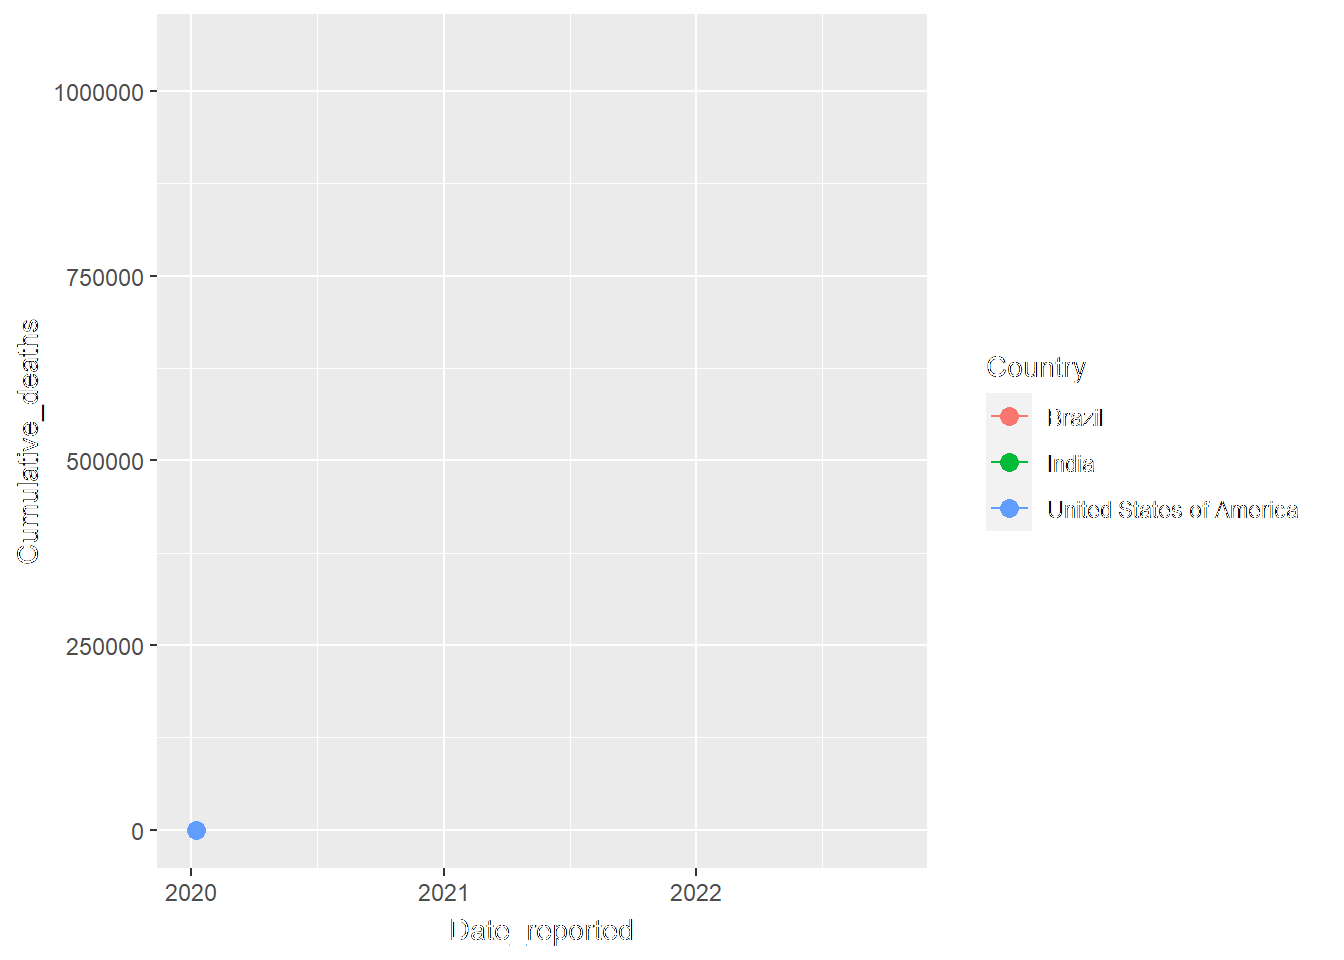 1000000
750000
500000
250000
0
Cumulative_deaths
2020
2021
2022
Date_reported
Country
Brazil
India
United States of America